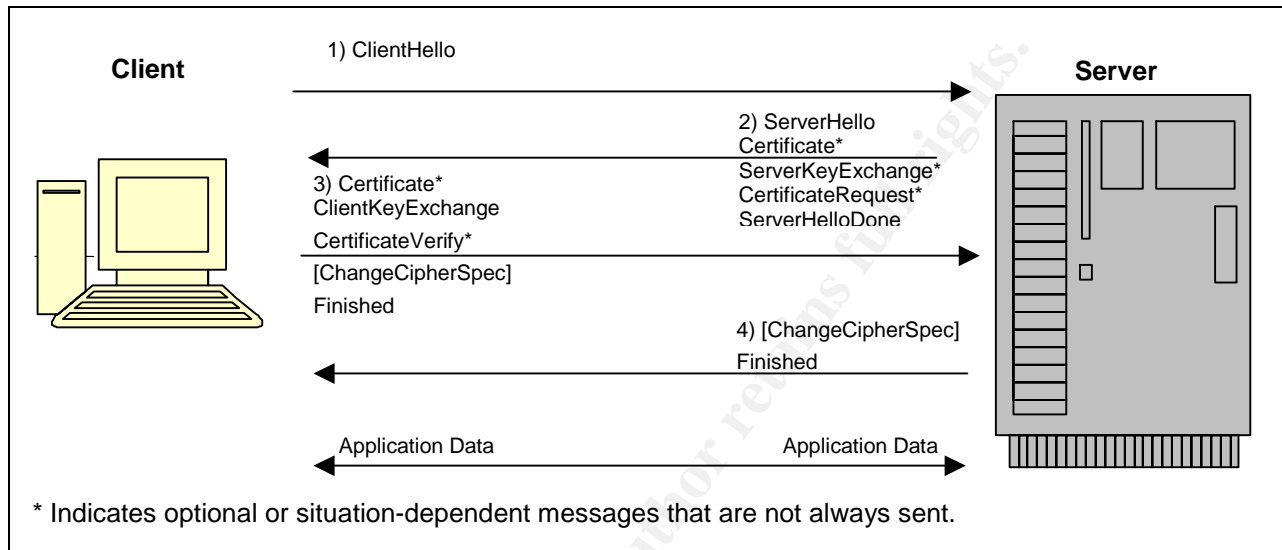 1) ClientHello
Client
Server
2) ServerHello
Certificate*
ServerKeyExchange*
CertificateRequest*
ServerHelloDone
3) Certificate*
ClientKeyExchange
CertificateVerify*
[ChangeCipherSpec]
Finished
4) [ChangeCipherSpec]
Finished
Application Data
Application Data
* Indicates optional or situation-dependent messages that are not always sent.